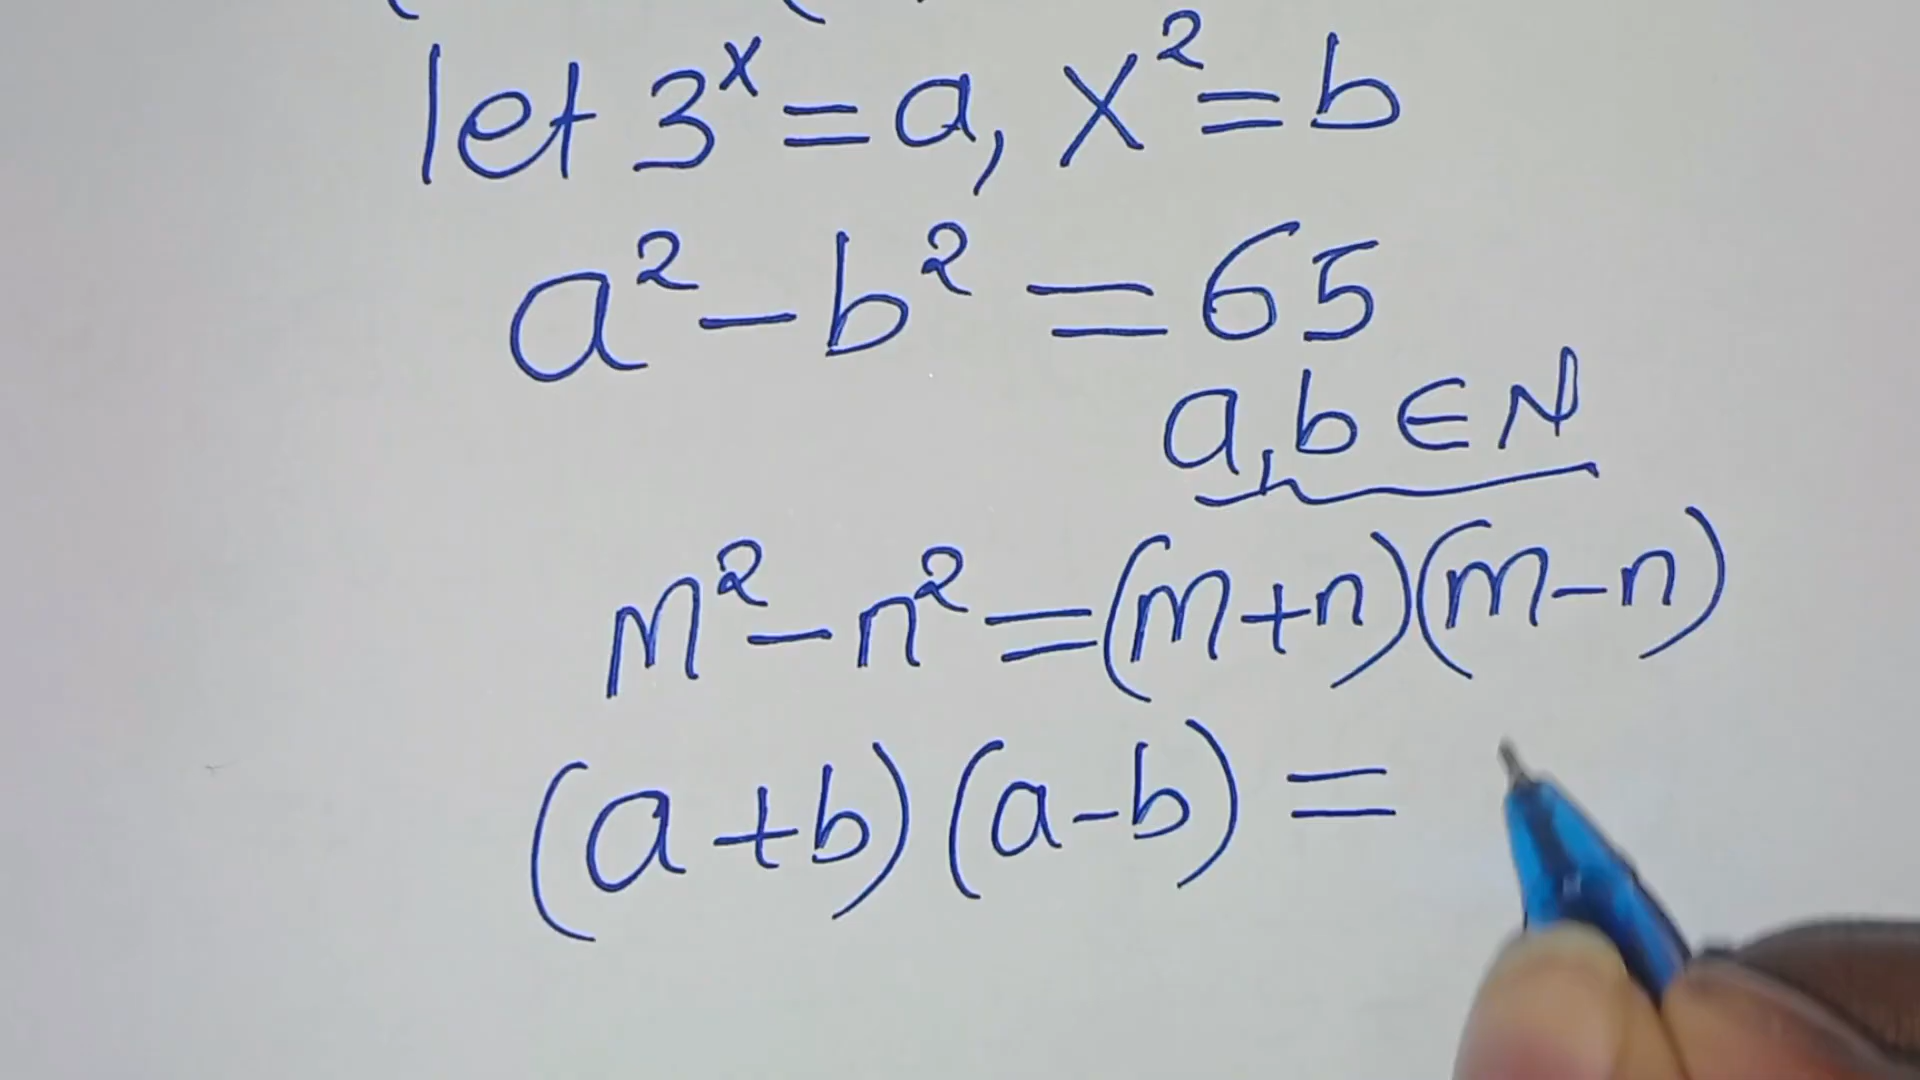 let 3^x = a, x^2 = b
a^2 - b^2 = 65
a, b ∈ N
m^2 - n^2 = (m+n)(m-n)
(a+b)(a-b) =